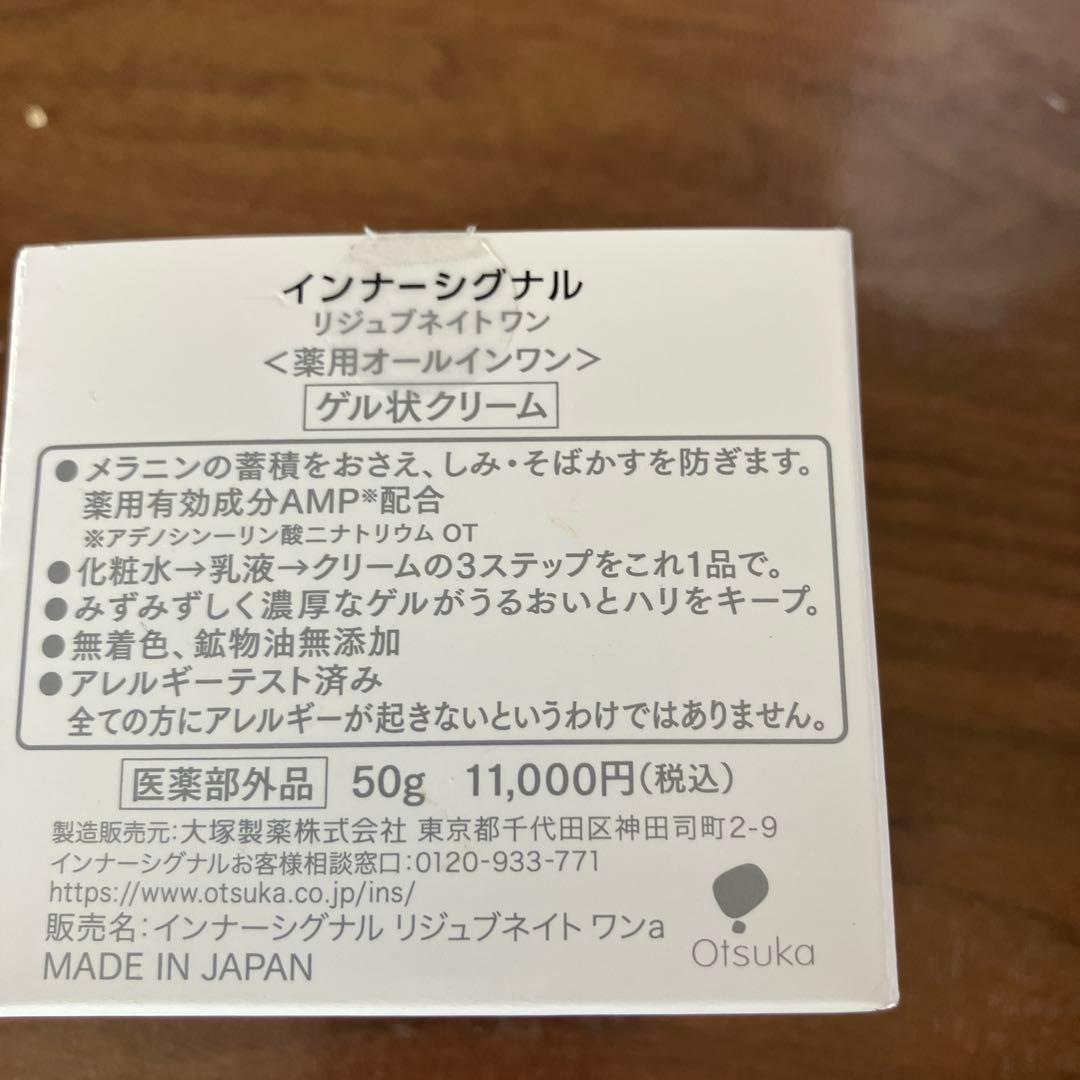 インナーシグナル
リジュブネイトワン
<薬用オールインワン>
ゲル状クリーム
●メラニンの蓄積をおさえ、しみ・そばかすを防ぎます。
薬用有効成分AMP※配合
※アデノシン一リン酸二ナトリウム OT
●化粧水→乳液→クリームの3ステップをこれ1品で。
●みずみずしく濃厚なゲルがうるおいとハリをキープ。
●無着色、鉱物油無添加
●アレルギーテスト済み
全ての方にアレルギーが起きないというわけではありません。
医薬部外品 50g 11,000円(税込)
製造販売元:大塚製薬株式会社 東京都千代田区神田司町2-9
インナーシグナルお客様相談窓口:0120-933-771
https://www.otsuka.co.jp/ins/
販売名:インナーシグナル リジュブネイト ワンa
MADE IN JAPAN
Otsuka